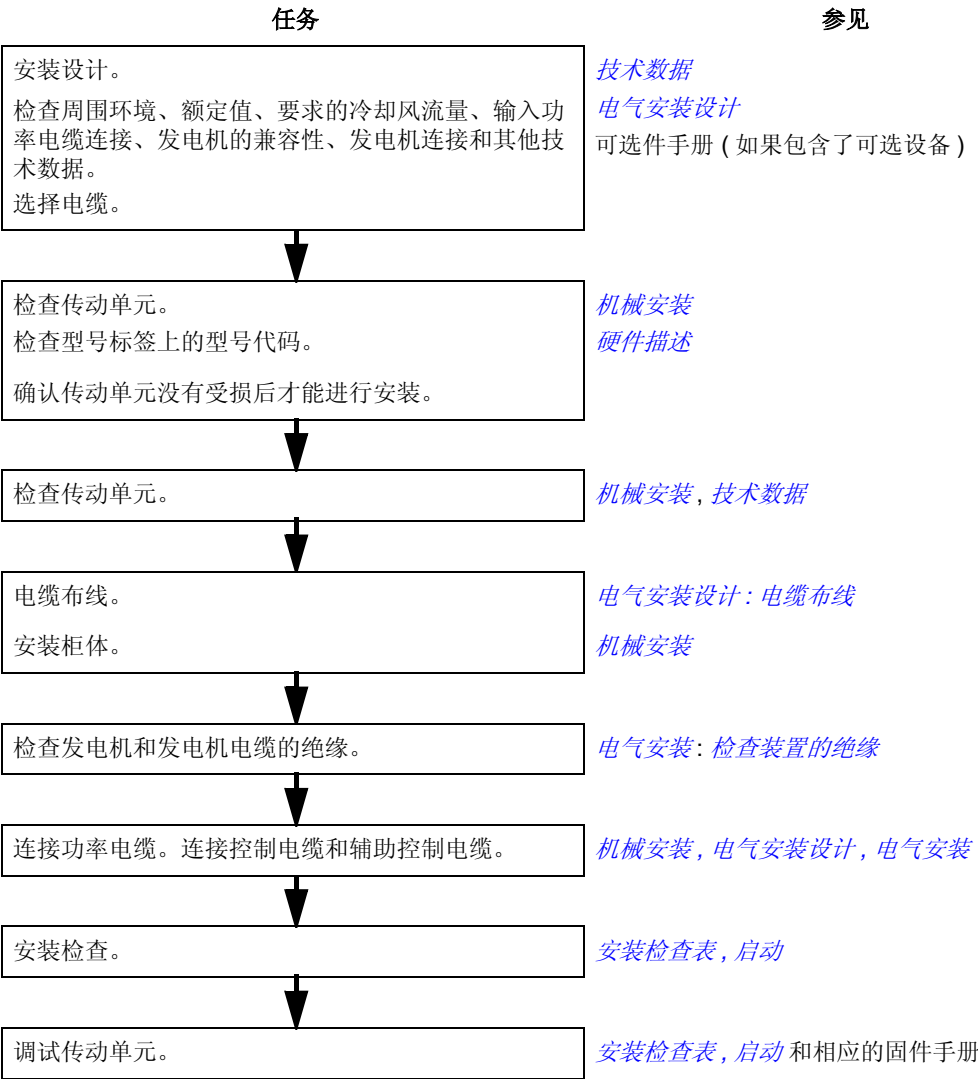 任务 参见
安装设计。 技术数据
检查周围环境、额定值、要求的冷却风流量、输入功 电气安装设计
率电缆连接、发电机的兼容性、发电机连接和其他技 可选件手册 ( 如果包含了可选设备 )
术数据。
选择电缆。
检查传动单元。 机械安装
检查型号标签上的型号代码。 硬件描述
确认传动单元没有受损后才能进行安装。
检查传动单元。 机械安装 , 技术数据
电缆布线。 电气安装设计 : 电缆布线
安装柜体。 机械安装
检查发电机和发电机电缆的绝缘。 电气安装 : 检查装置的绝缘
连接功率电缆。连接控制电缆和辅助控制电缆。 机械安装 , 电气安装设计 , 电气安装
安装检查。 安装检查表 , 启动
调试传动单元。 安装检查表 , 启动 和相应的固件手册